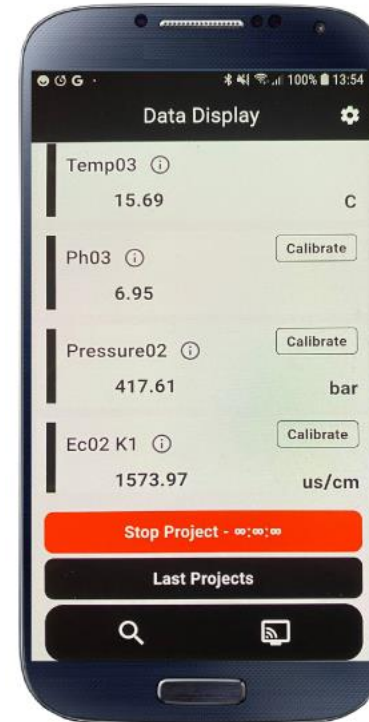 G · 100% 13:54
Data Display
Temp03
15.69 C
Ph03 Calibrate
6.95
Pressure02 Calibrate
417.61 bar
Ec02 K1 Calibrate
1573.97 us/cm
Stop Project - ∞:∞:∞
Last Projects